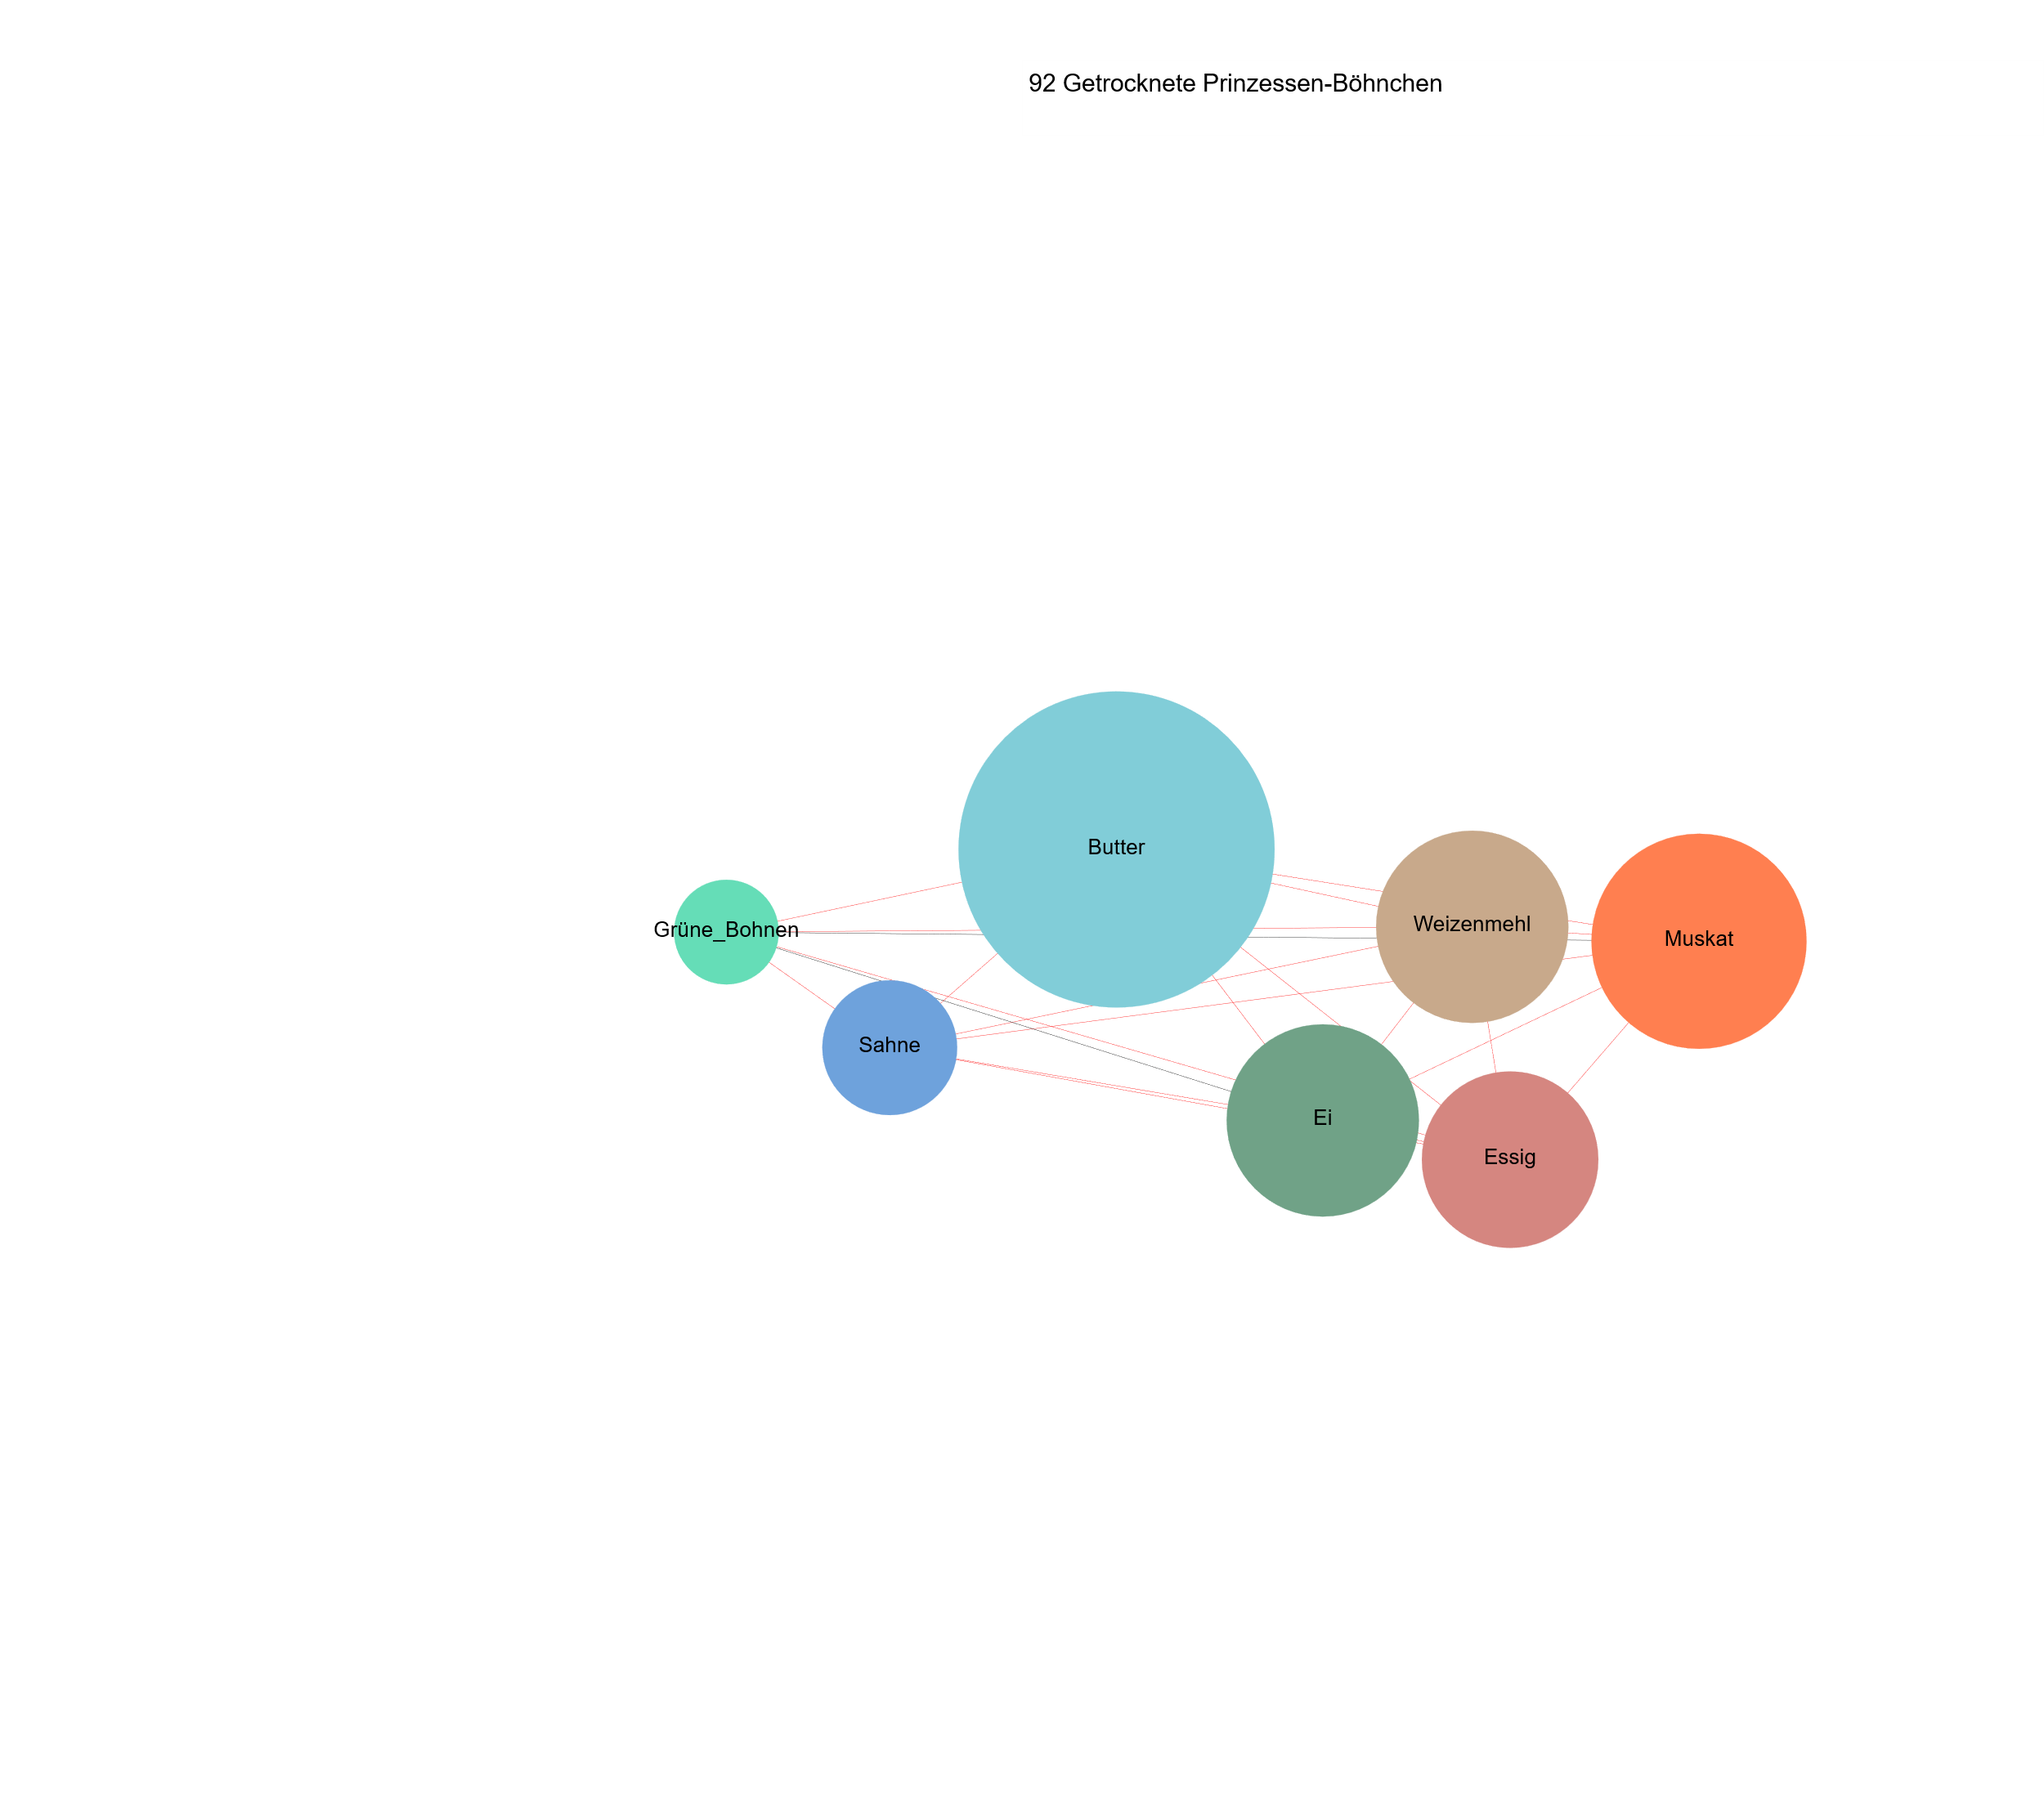 92 Getrocknete Prinzessen-Böhnchen
Butter
Weizenmehl
Grüne_Bohnen
Muskat
Sahne
Ei
Essig